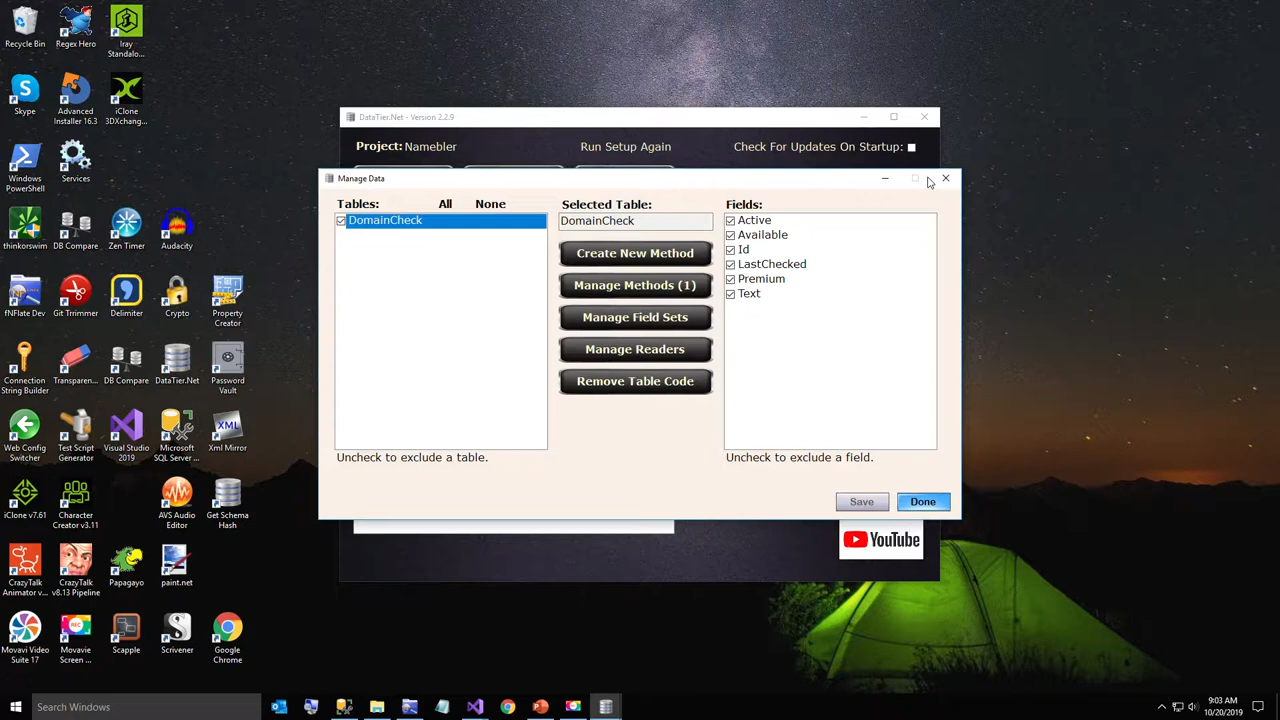 Recycle Bin
Regex Hero
Iray
Standalo...
Skype
Advanced
Installer 16.3
iClone
3DXchang...
Windows
PowerShell
Services
thinkorswim
DB Compare
Zen Timer
Audacity
fNFlate Dev
Git Trrimmer
Delimiter
Crypto
Property
Creator
Connection
String Builder
Transparen...
DB Compare
DataTier.Net
Password
Vault
Web Config
Switcher
Test Script
Generator
Visual Studio
2019
Microsoft
SQL Server ...
XML
Xml Mirror
iClone v7.61
Character
Creator v3.11
AVS Audio
Editor
Get Schema
Hash
CrazyTalk
Animator v...
CrazyTalk
v8.13 Pipeline
Papagayo
paint.net
Movavi Video
Suite 17
REC
Movavie
Screen ...
Scapple
Scrivener
Google
Chrome
DataTier.Net - Version 2.2.9
Project: Namebler
Run Setup Again
Check For Updates On Startup:
Manage Data
Tables: All None
DomainCheck
Uncheck to exclude a table.
Selected Table:
DomainCheck
Create New Method
Manage Methods (1)
Manage Field Sets
Manage Readers
Remove Table Code
Fields:
Active
Available
Id
LastChecked
Premium
Text
Uncheck to exclude a field.
Save
Done
YouTube
Search Windows
9:03 AM
10/20/2019